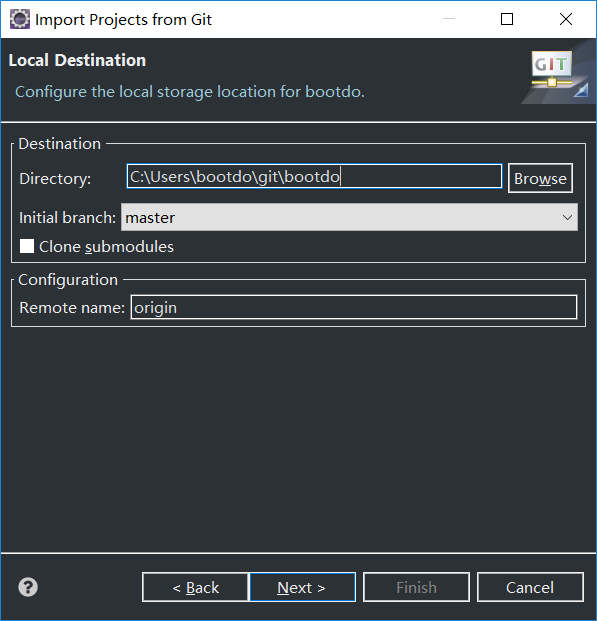 Import Projects from Git
Local Destination
Configure the local storage location for bootdo.
GIT
Destination
Directory: C:\Users\bootdo\git\bootdo Browse
Initial branch: master
Clone submodules
Configuration
Remote name: origin
? < Back Next > Finish Cancel